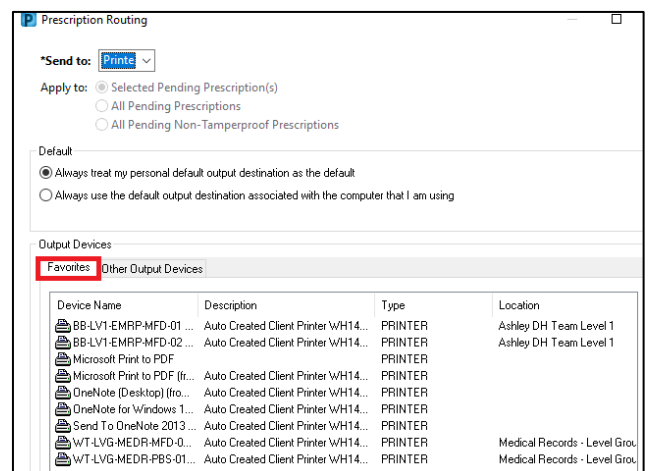 P Prescription Routing
*Send to: Printe
Apply to: Selected Pending Prescription(s)
All Pending Prescriptions
All Pending Non-Tamperproof Prescriptions
Default
Always treat my personal default output destination as the default
Always use the default output destination associated with the computer that I am using
Output Devices
Favorites Other Output Devices
Device Name Description Type Location
BB-LV1-EMRP-MFD-01 ... Auto Created Client Printer WH14... PRINTER Ashley DH Team Level 1
BB-LV1-EMRP-MFD-02 ... Auto Created Client Printer WH14... PRINTER Ashley DH Team Level 1
Microsoft Print to PDF PRINTER
Microsoft Print to PDF (fr... Auto Created Client Printer WH14... PRINTER
OneNote (Desktop) (fro... Auto Created Client Printer WH14... PRINTER
OneNote for Windows 1... Auto Created Client Printer WH14... PRINTER
Send To OneNote 2013 ... Auto Created Client Printer WH14... PRINTER
WT-LVG-MEDR-MFD-0... Auto Created Client Printer WH14... PRINTER Medical Records - Level Grou
WT-LVG-MEDR-PBS-01... Auto Created Client Printer WH14... PRINTER Medical Records - Level Grou